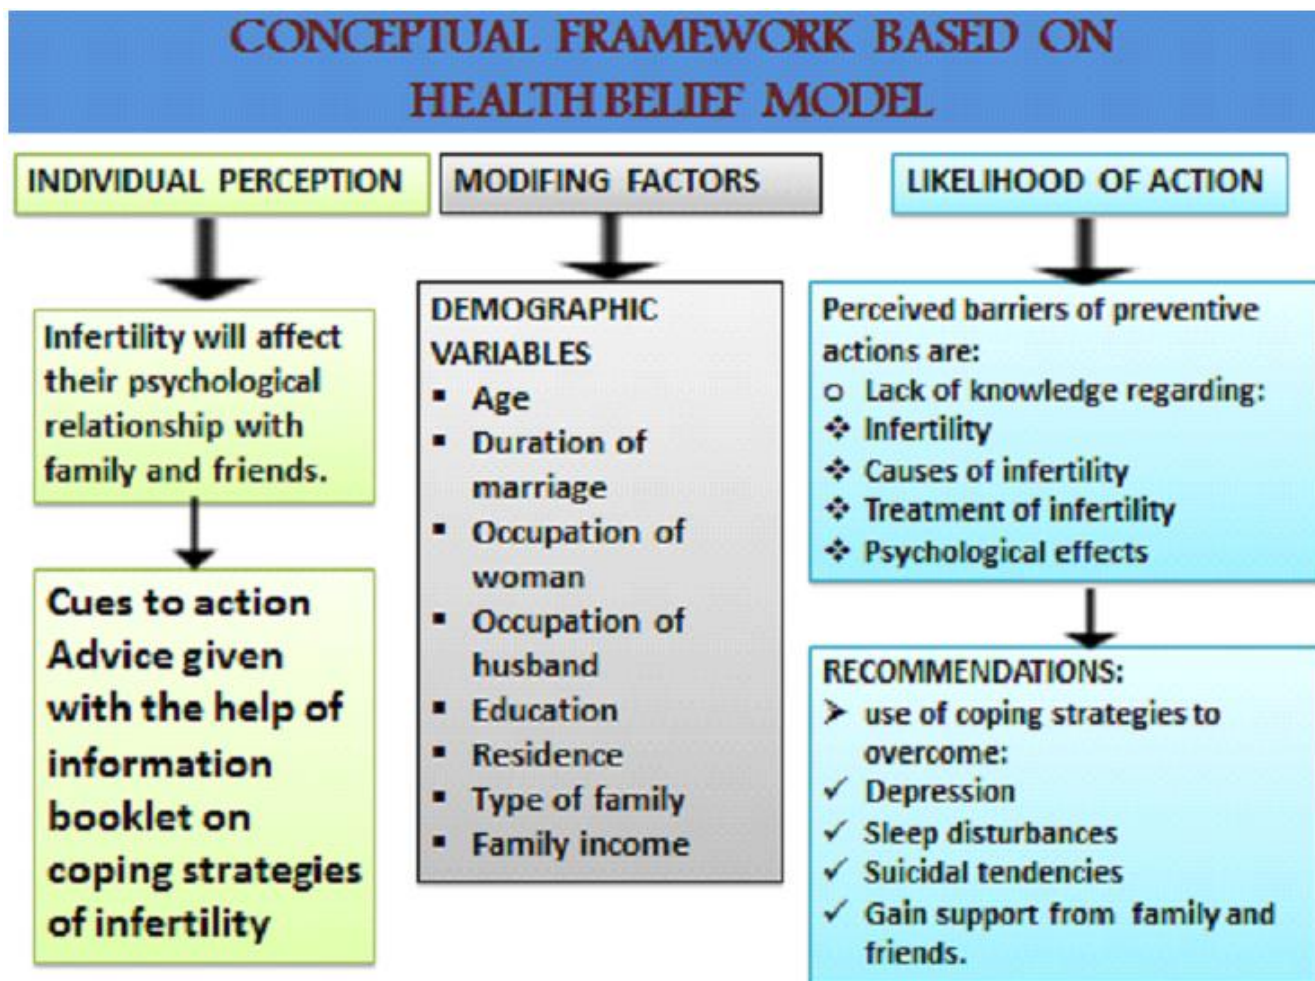 CONCEPTUAL FRAMEWORK BASED ON
HEALTH BELIEF MODEL
INDIVIDUAL PERCEPTION
Infertility will affect
their psychological
relationship with
family and friends.
Cues to action
Advice given
with the help of
information
booklet on
coping strategies
of infertility
MODIFING FACTORS
DEMOGRAPHIC
VARIABLES
▪ Age
▪ Duration of
marriage
▪ Occupation of
woman
▪ Occupation of
husband
▪ Education
▪ Residence
▪ Type of family
▪ Family income
LIKELIHOOD OF ACTION
Perceived barriers of preventive
actions are:
o Lack of knowledge regarding:
❖ Infertility
❖ Causes of infertility
❖ Treatment of infertility
❖ Psychological effects
RECOMMENDATIONS:
➢ use of coping strategies to
overcome:
✓ Depression
✓ Sleep disturbances
✓ Suicidal tendencies
✓ Gain support from family and
friends.